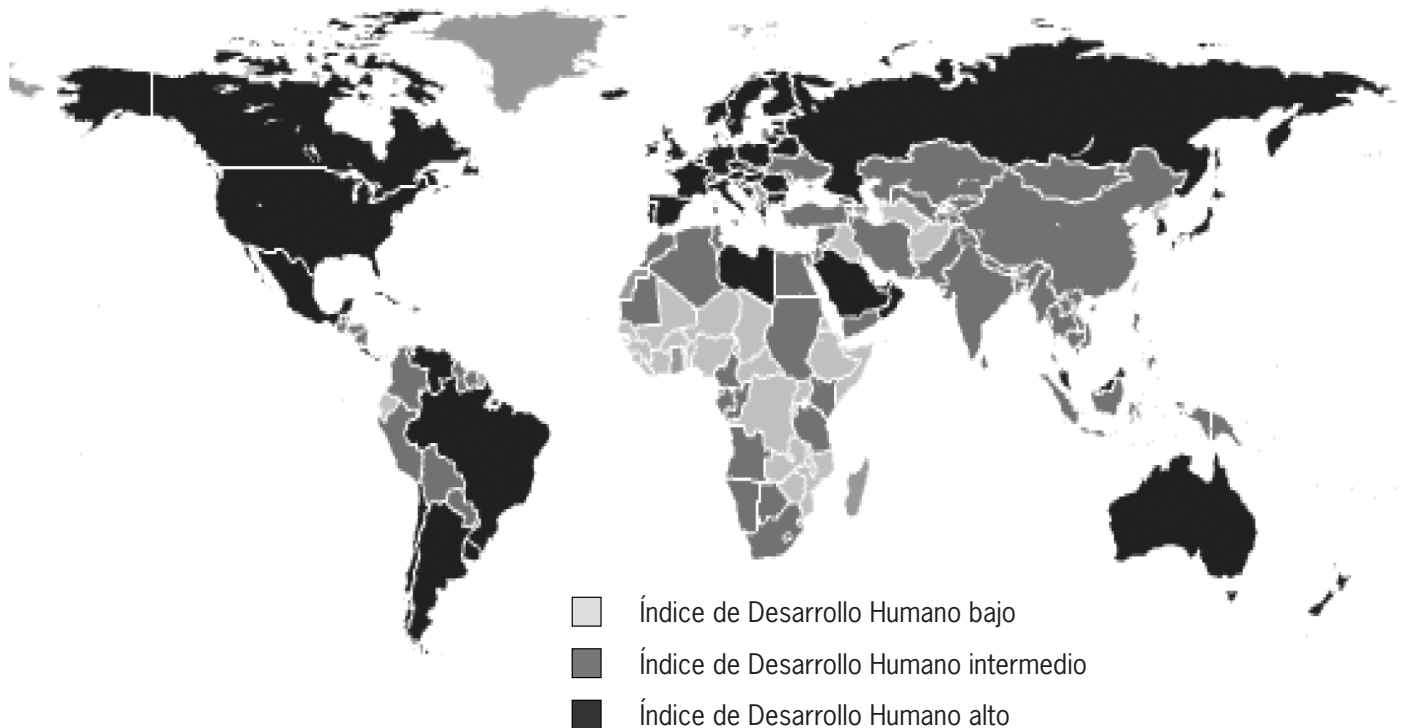 Índice de Desarrollo Humano bajo
Índice de Desarrollo Humano intermedio
Índice de Desarrollo Humano alto